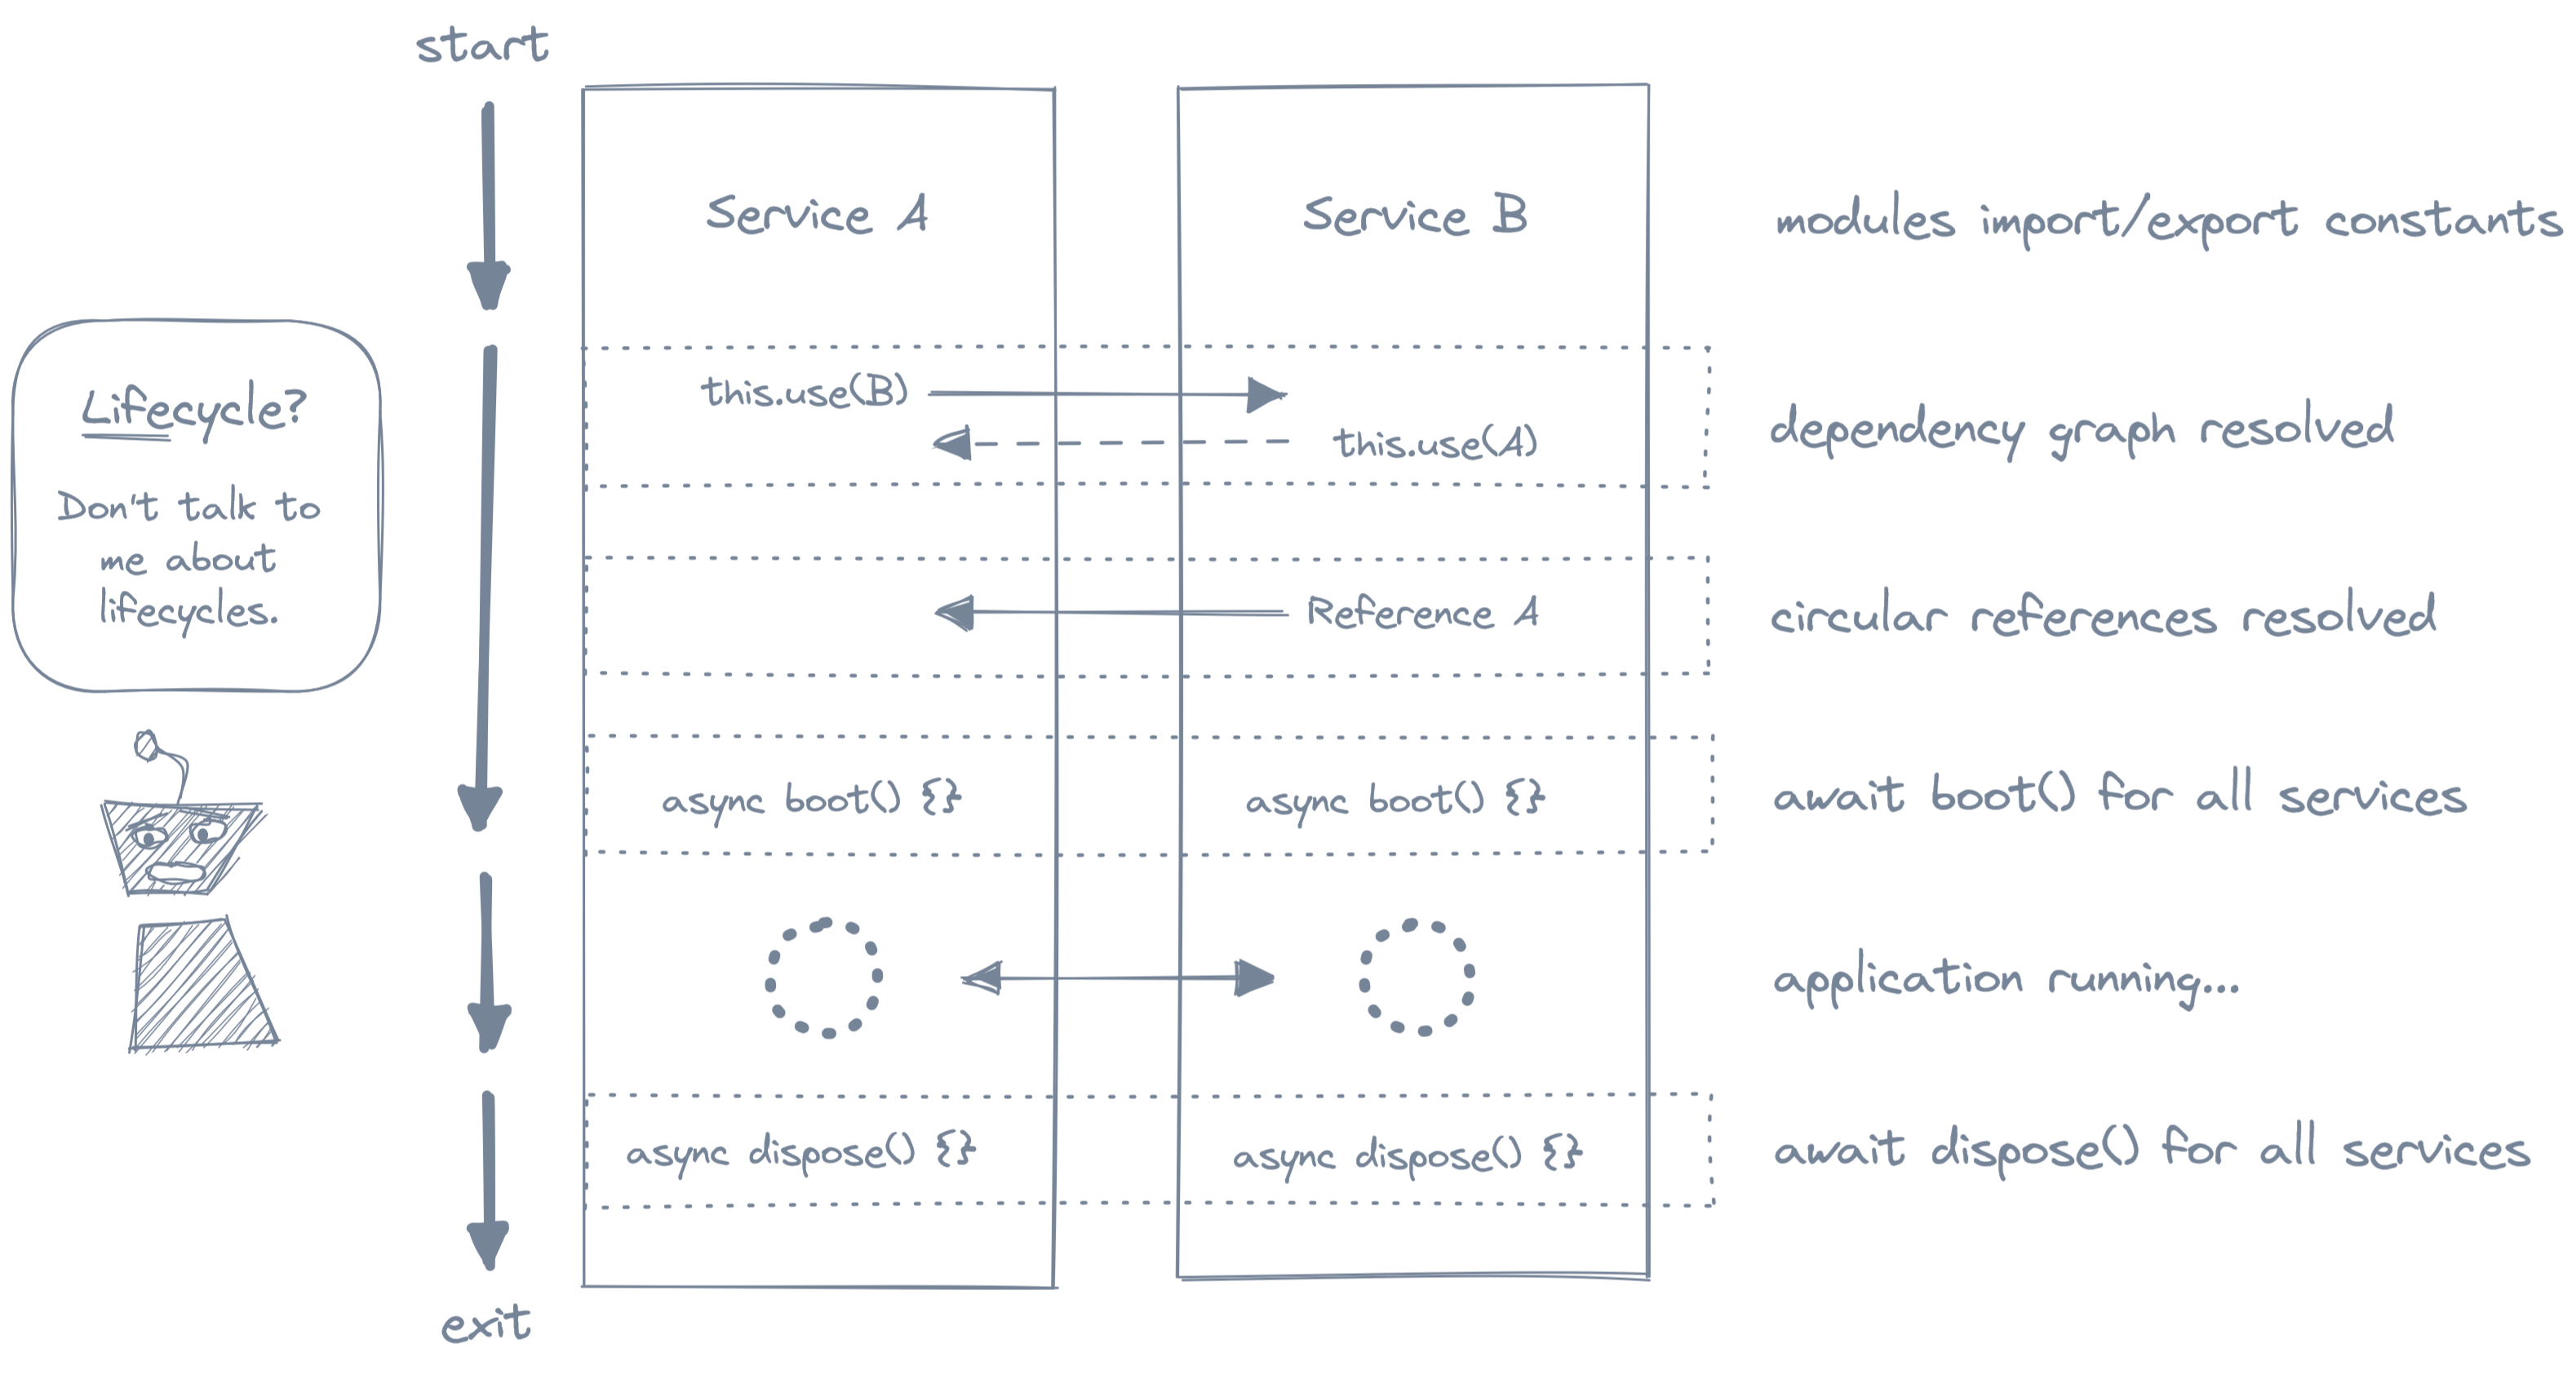 start
Service A
Service B
modules import/export constants
Lifecycle?
Don't talk to
me about
lifecycles.
this.use(B)
this.use(A)
dependency graph resolved
Reference A
circular references resolved
async boot() {}
async boot() {}
await boot() for all services
application running...
async dispose() {}
async dispose() {}
await dispose() for all services
exit